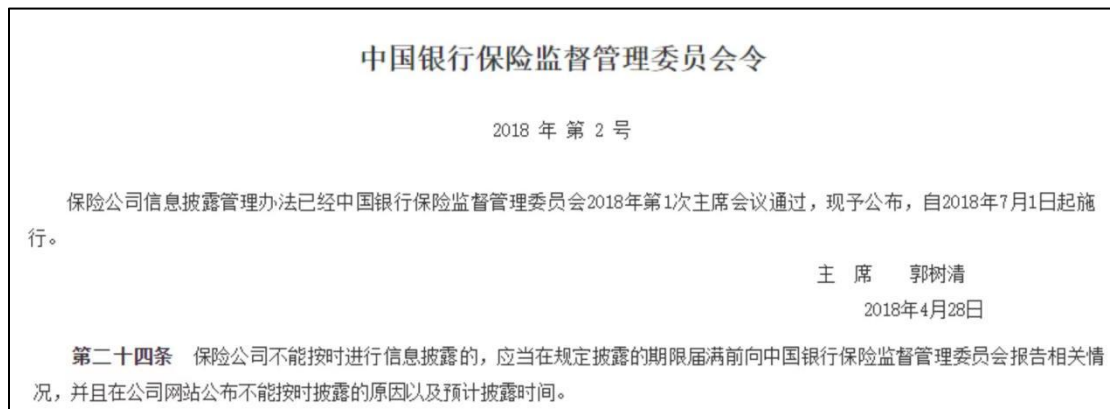 中国银行保险监督管理委员会令
2018 年 第 2 号
保险公司信息披露管理办法已经中国银行保险监督管理委员会2018年第1次主席会议通过，现予公布，自2018年7月1日起施
行。
主 席 郭树清
2018年4月28日
第二十四条 保险公司不能按时进行信息披露的，应当在规定披露的期限届满前向中国银行保险监督管理委员会报告相关情
况，并且在公司网站公布不能按时披露的原因以及预计披露时间。